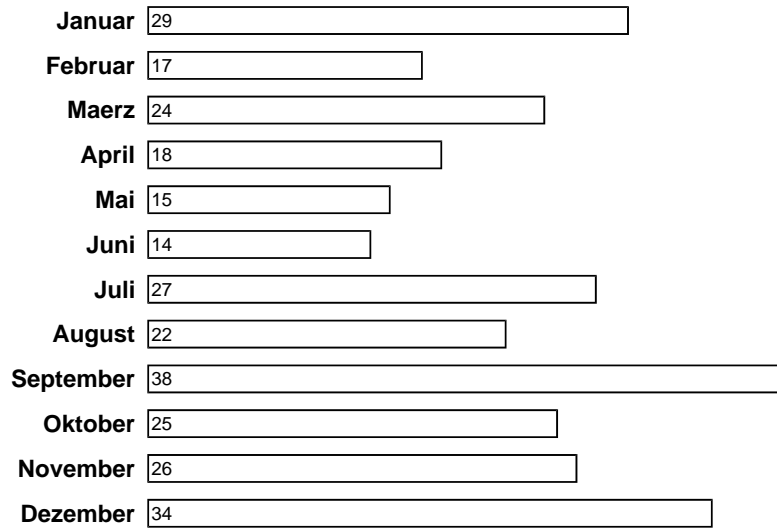 Januar 29
Februar 17
Maerz 24
April 18
Mai 15
Juni 14
Juli 27
August 22
September 38
Oktober 25
November 26
Dezember 34